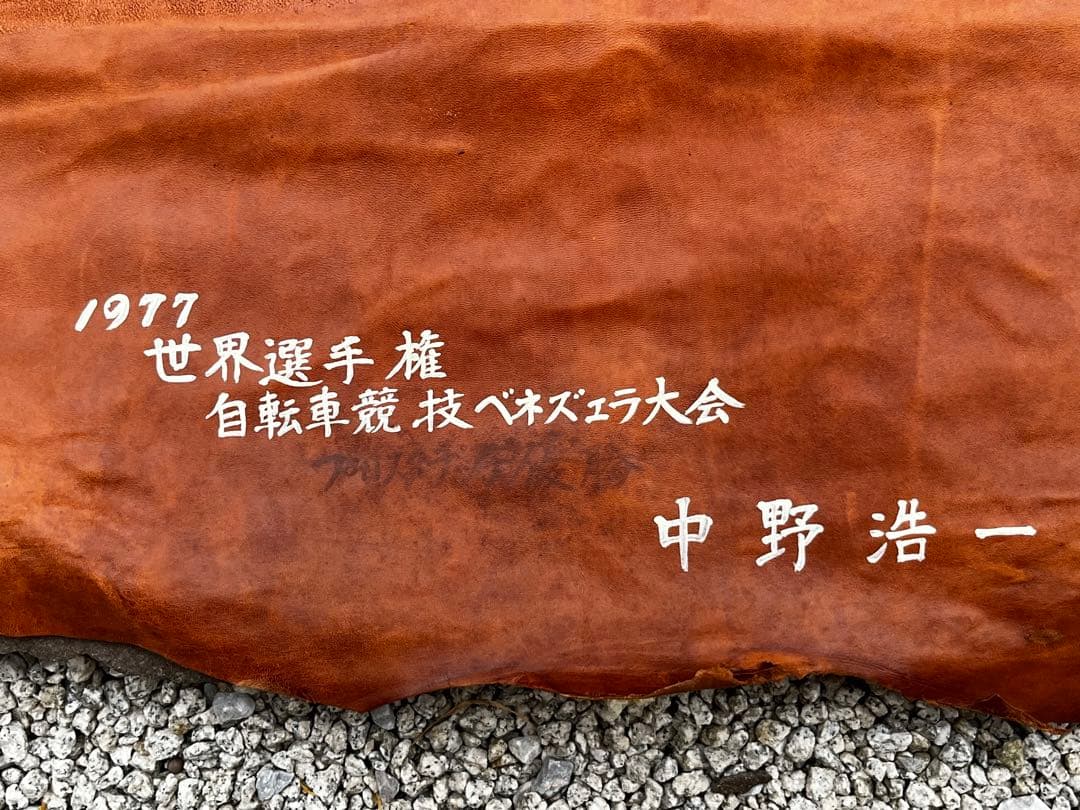 1977
世界選手権
自転車競技ベネズェラ大会
中野浩一